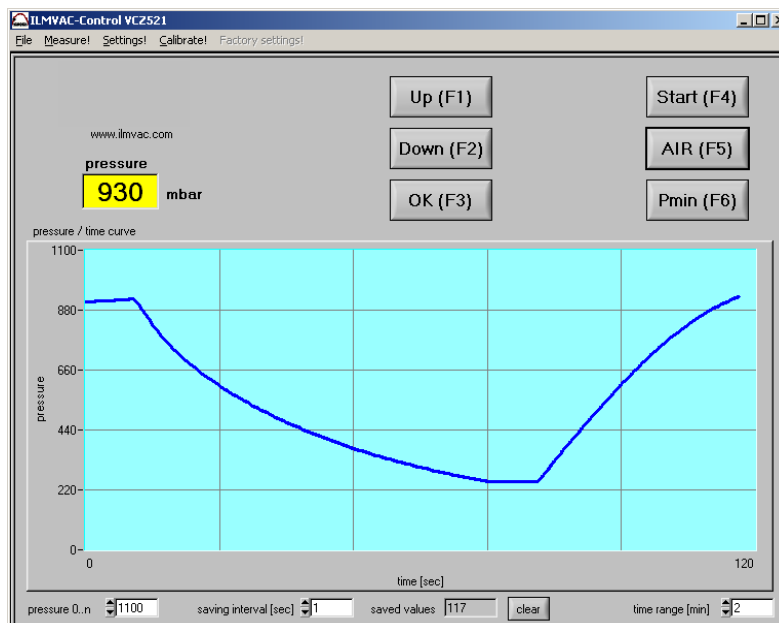 ILMVAC-Control VCZ521
File Measure! Settings! Calibrate! Factory settings!
Up (F1) Start (F4)
www.ilmvac.com
Down (F2) AIR (F5)
pressure
930 mbar
OK (F3) Pmin (F6)
pressure / time curve
1100
880
660
pressure
440
220
0
0 120
time [sec]
pressure 0..n 1100 saving interval [sec] 1 saved values 117 clear time range [min] 2